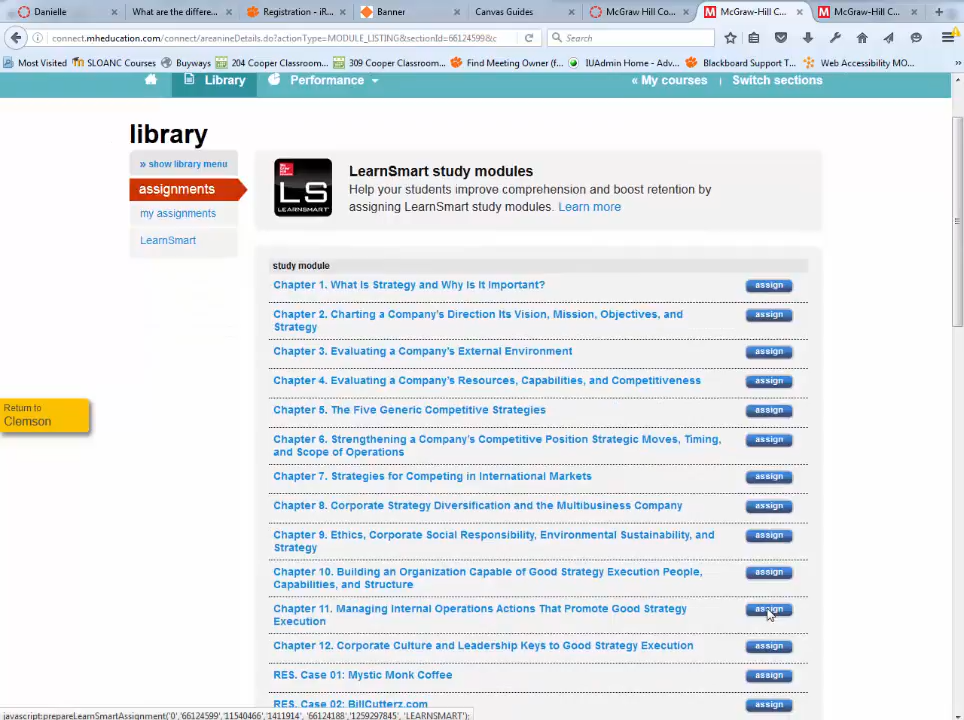 Danielle
What are the differe...
Registration - iR...
Banner
Canvas Guides
McGraw Hill Co...
McGraw-Hill C...
McGraw-Hill C...
connect.mheducation.com/connect/areanineDetails.do?actionType=MODULE_LISTING&sectionId=66124599&c
Search
Most Visited
SLOANC Courses
Buyways
204 Cooper Classroom...
309 Cooper Classroom...
Find Meeting Owner (f...
IUAdmin Home - Adv...
Blackboard Support T...
Web Accessibility MO...
Library
Performance
« My courses
Switch sections
library
» show library menu
assignments
my assignments
LearnSmart
LS
LEARNSMART
LearnSmart study modules
Help your students improve comprehension and boost retention by
assigning LearnSmart study modules. Learn more
study module
Chapter 1. What Is Strategy and Why Is It Important? assign
Chapter 2. Charting a Company's Direction Its Vision, Mission, Objectives, and assign
Strategy
Chapter 3. Evaluating a Company's External Environment assign
Chapter 4. Evaluating a Company's Resources, Capabilities, and Competitiveness assign
Chapter 5. The Five Generic Competitive Strategies assign
Chapter 6. Strengthening a Company's Competitive Position Strategic Moves, Timing, assign
and Scope of Operations
Chapter 7. Strategies for Competing in International Markets assign
Chapter 8. Corporate Strategy Diversification and the Multibusiness Company assign
Chapter 9. Ethics, Corporate Social Responsibility, Environmental Sustainability, and assign
Strategy
Chapter 10. Building an Organization Capable of Good Strategy Execution People, assign
Capabilities, and Structure
Chapter 11. Managing Internal Operations Actions That Promote Good Strategy assign
Execution
Chapter 12. Corporate Culture and Leadership Keys to Good Strategy Execution assign
RES. Case 01: Mystic Monk Coffee assign
RES. Case 02: BillCutterz.com assign
Return to
Clemson
javascript:prepareLearnSmartAssignment('0','66124599','11540466','1411914', '66124188','1259297845', 'LEARNSMART');